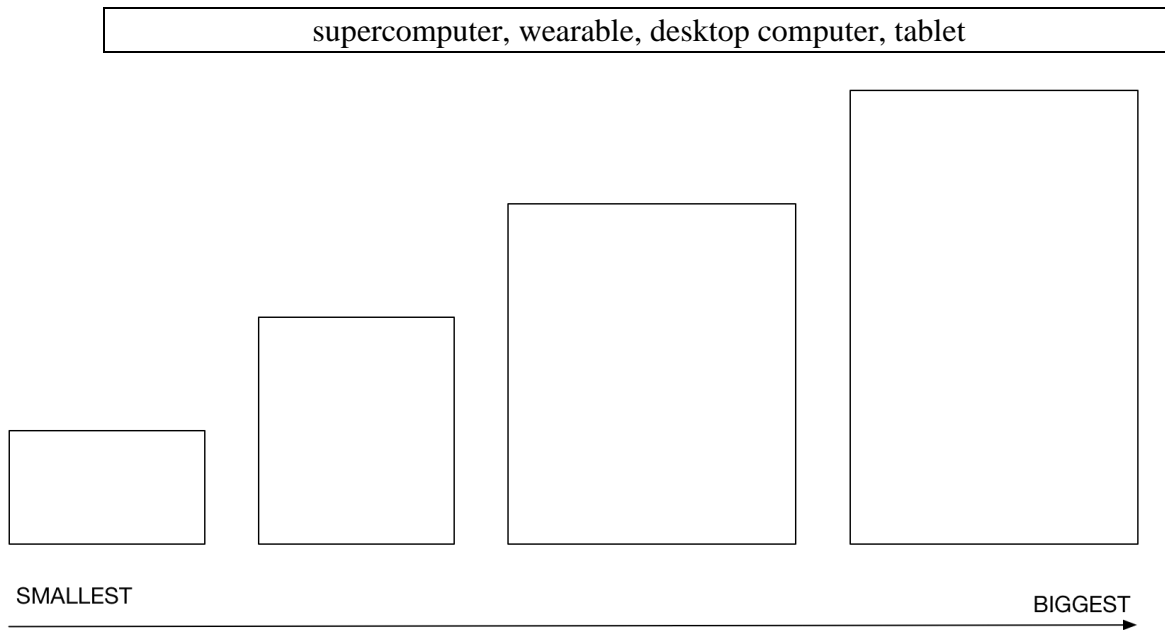 supercomputer, wearable, desktop computer, tablet
SMALLEST
BIGGEST